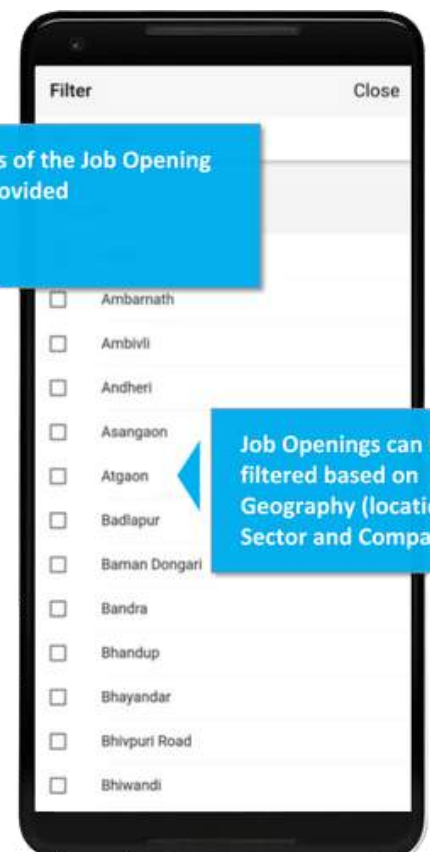 Filter Close
s of the Job Opening
ovided
Ambarnath
Ambivli
Andheri
Asangaon
Atgaon
Job Openings can
filtered based on
Geography (locati
Sector and Compa
Badlapur
Baman Dongari
Bandra
Bhandup
Bhayandar
Bhivpuri Road
Bhiwandi